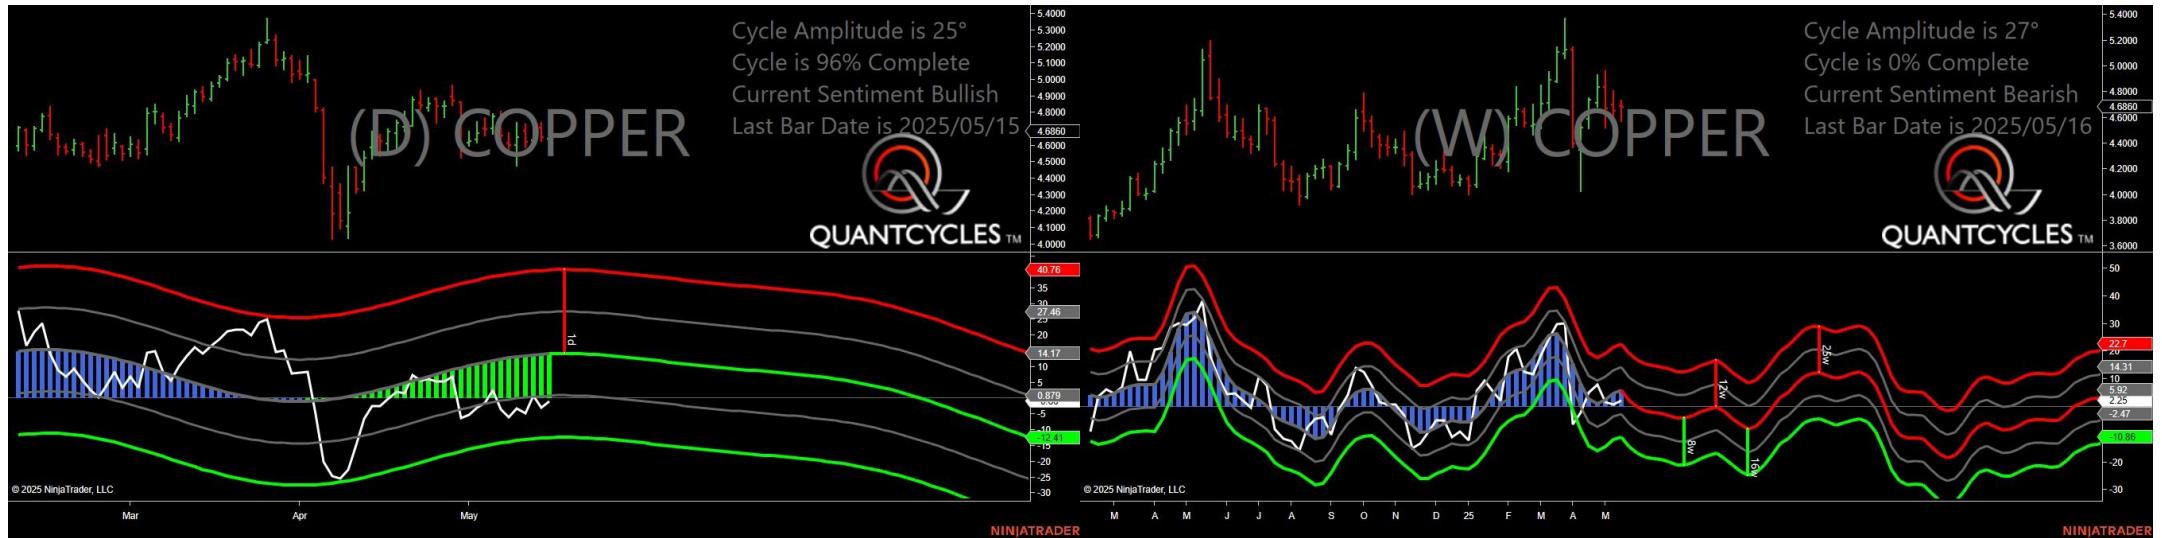 Cycle Amplitude is 25°
Cycle is 96% Complete
Current Sentiment Bullish
Last Bar Date is 2025/05/15
(D) COPPER
QUANTCYCLES TM
5.4000
5.3000
5.2000
5.1000
5.0000
4.9000
4.8000
4.6860
4.6000
4.5000
4.4000
4.3000
4.2000
4.1000
4.0000
40.76
35
30
27.46
25
20
14.17
10
5
0.879
-5
-10
-12.41
-15
-20
-25
-30
1d
© 2025 NinjaTrader, LLC
Mar Apr May
NINJATRADER
Cycle Amplitude is 27°
Cycle is 0% Complete
Current Sentiment Bearish
Last Bar Date is 2025/05/16
(W) COPPER
QUANTCYCLES TM
5.4000
5.2000
5.0000
4.8000
4.6860
4.6000
4.4000
4.2000
4.0000
3.8000
3.6000
50
40
30
22.7
20
14.31
10
5.92
2.25
-2.47
-10.86
-20
-30
8w
12w
16w
25w
© 2025 NinjaTrader, LLC
M A M J J A S O N D 25 F M A M
NINJATRADER